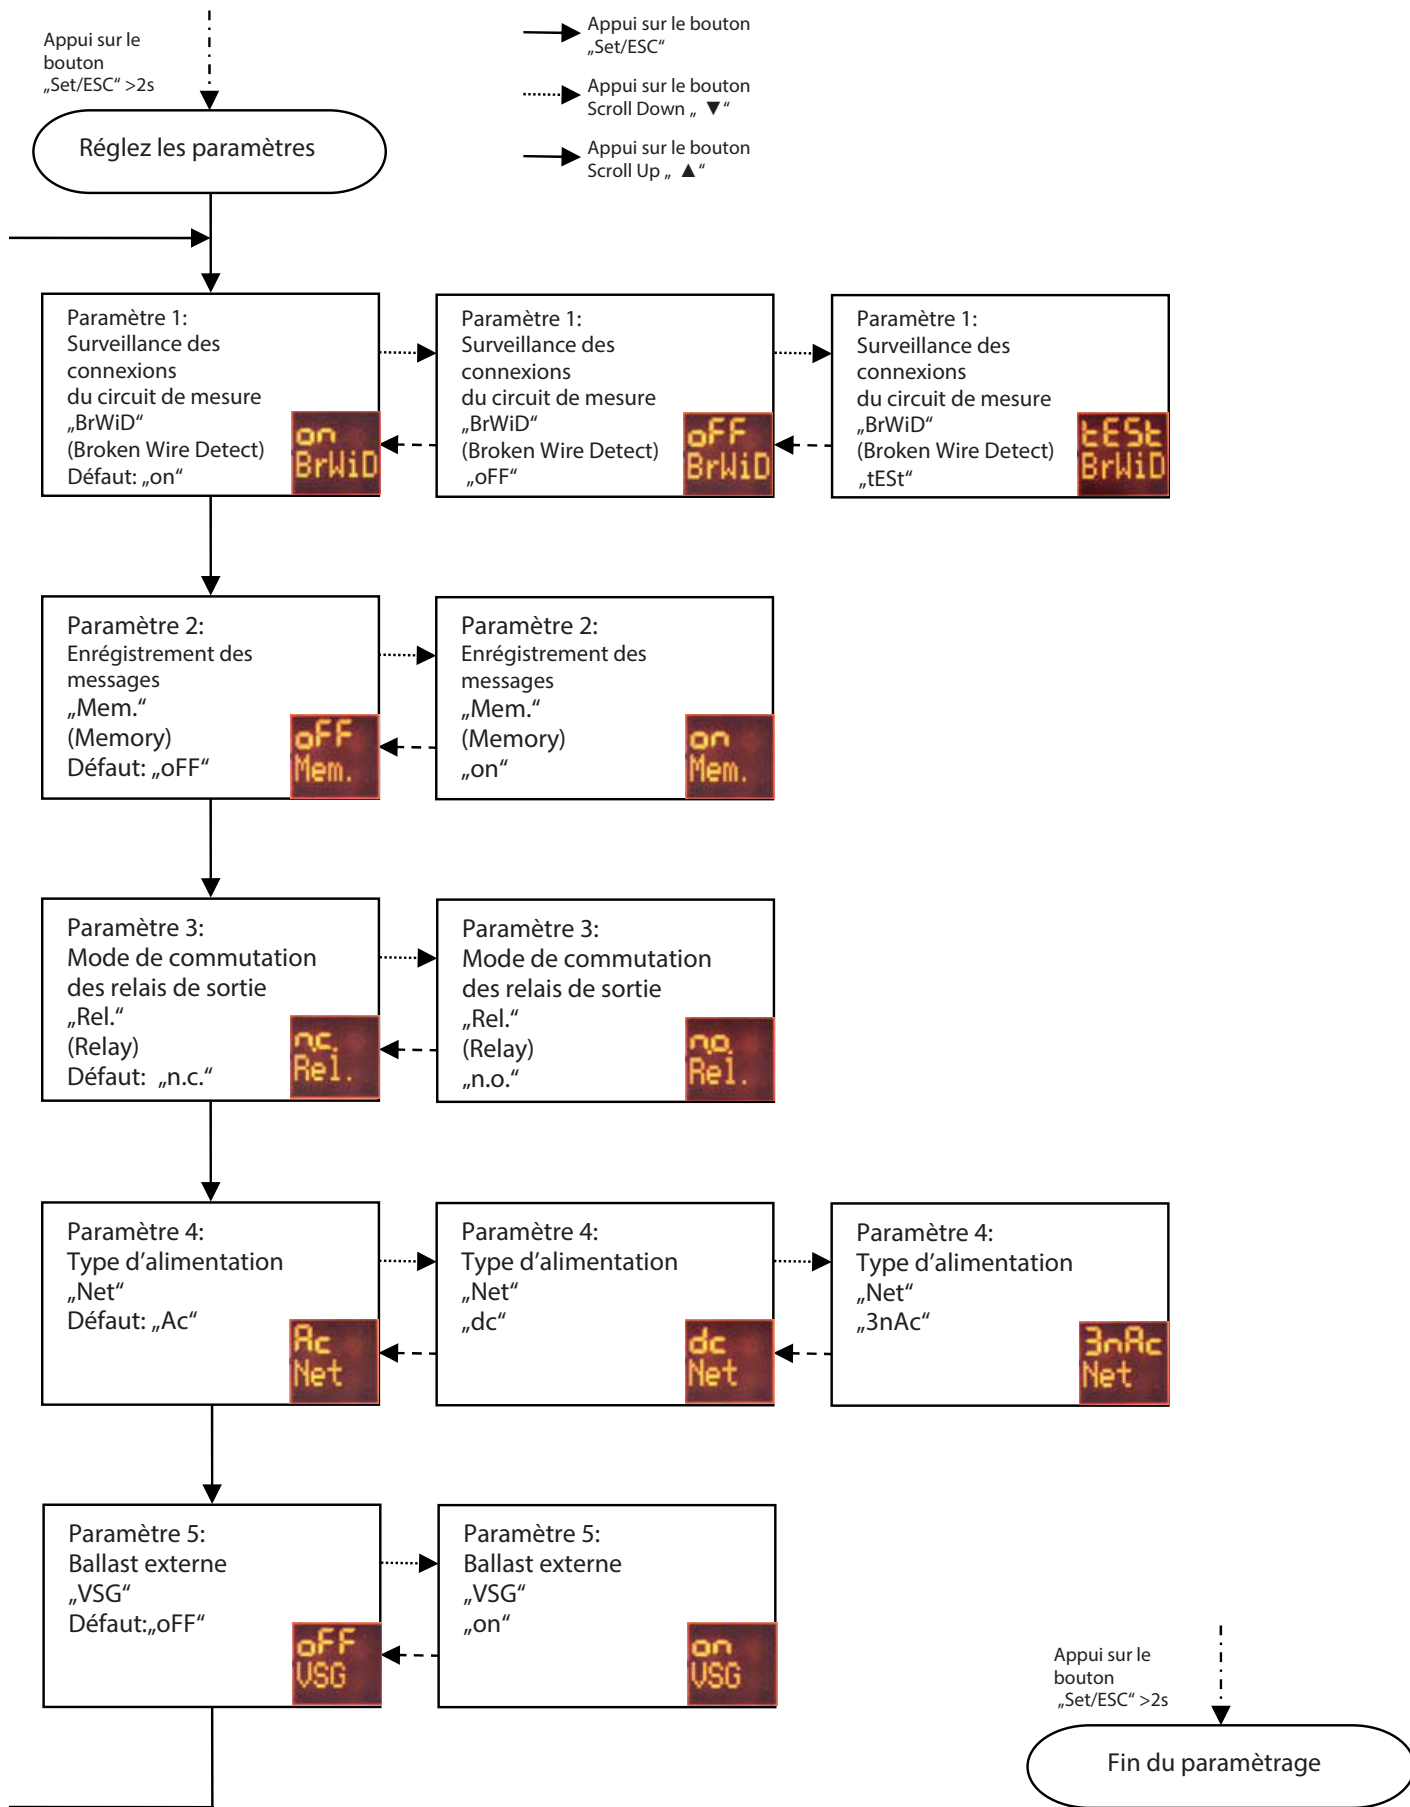 Appui sur le
bouton
„Set/ESC“ >2s
Appui sur le bouton
„Set/ESC“
Appui sur le bouton
Scroll Down „ ▼“
Appui sur le bouton
Scroll Up „ ▲“
Réglez les paramètres
Paramètre 1:
Surveillance des
connexions
du circuit de mesure
„BrWiD“
(Broken Wire Detect)
Défaut: „on“
on
BrWiD
Paramètre 1:
Surveillance des
connexions
du circuit de mesure
„BrWiD“
(Broken Wire Detect)
„oFF“
oFF
BrWiD
Paramètre 1:
Surveillance des
connexions
du circuit de mesure
„BrWiD“
(Broken Wire Detect)
„tESt“
tESt
BrWiD
Paramètre 2:
Enrégistrement des
messages
„Mem.“
(Memory)
Défaut: „oFF“
oFF
Mem.
Paramètre 2:
Enrégistrement des
messages
„Mem.“
(Memory)
„on“
on
Mem.
Paramètre 3:
Mode de commutation
des relais de sortie
„Rel.“
(Relay)
Défaut: „n.c.“
n.c.
Rel.
Paramètre 3:
Mode de commutation
des relais de sortie
„Rel.“
(Relay)
„n.o.“
n.o.
Rel.
Paramètre 4:
Type d’alimentation
„Net“
Défaut: „Ac“
Ac
Net
Paramètre 4:
Type d’alimentation
„Net“
„dc“
dc
Net
Paramètre 4:
Type d’alimentation
„Net“
„3nAc“
3nAc
Net
Paramètre 5:
Ballast externe
„VSG“
Défaut:„oFF“
oFF
VSG
Paramètre 5:
Ballast externe
„VSG“
„on“
on
VSG
Appui sur le
bouton
„Set/ESC“ >2s
Fin du paramètrage